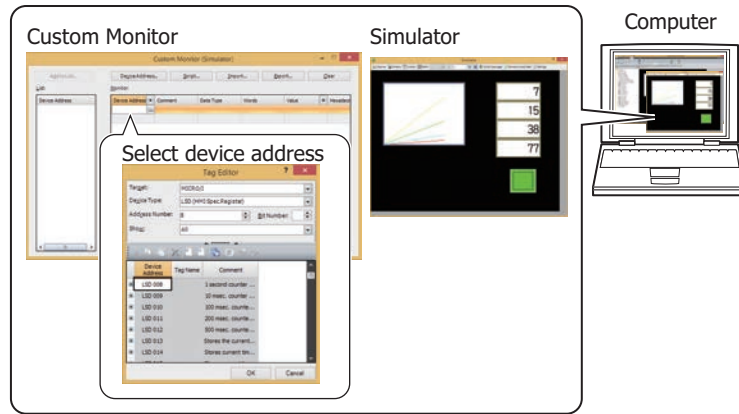 Custom Monitor
Simulator
Computer
Custom Monitor (Simulator)
Device Address...
Script...
Import...
Export...
Clear
List
Monitor
Device Address
Device Address
Comment
Data Type
Words
Value
7
15
38
77
Select device address
Tag Editor
Target:
MICRO/I
Device Type:
LSD (HMI Spec.Register)
Address Number:
8
Bit Number:
Show:
All
Device Address
Tag Name
Comment
LSD 008
1 second counter ...
LSD 009
10 msec. counte...
LSD 010
100 msec. counte...
LSD 011
200 msec. counte...
LSD 012
500 msec. counte...
LSD 013
Stores the current...
LSD 014
Stores current tim...
OK
Cancel